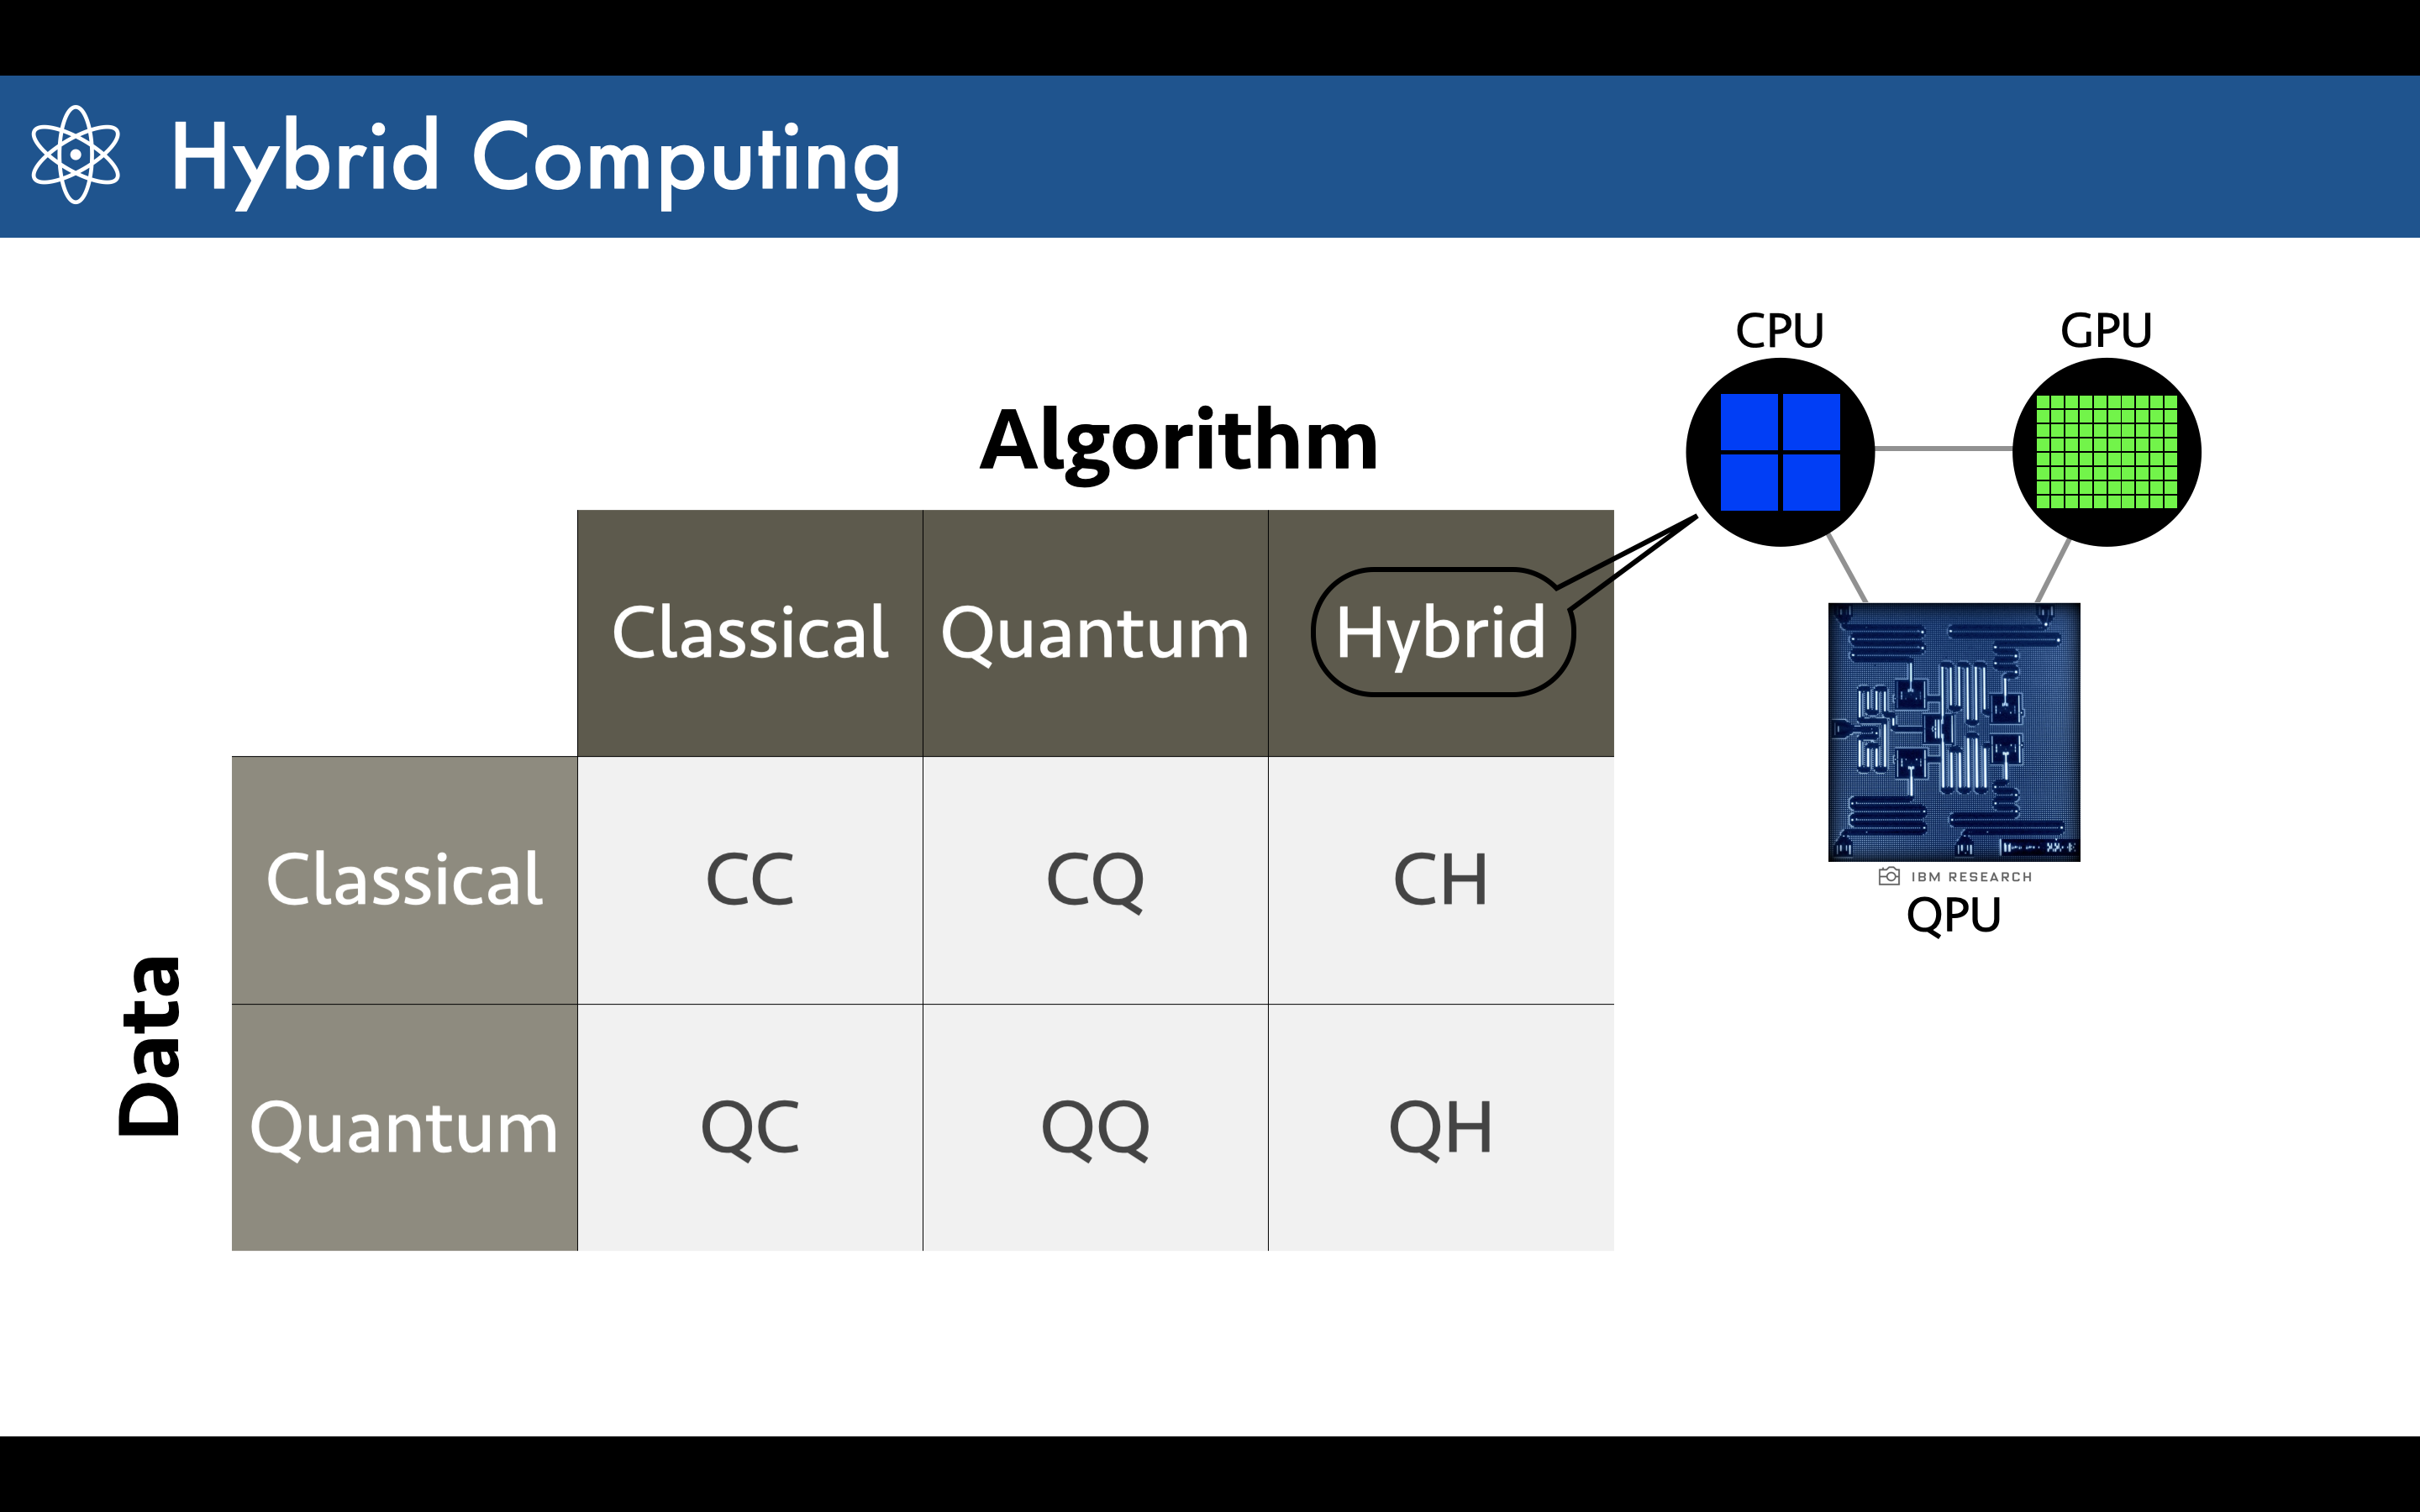 Hybrid Computing
CPU
GPU
Algorithm
Classical
Quantum
Hybrid
Data
Classical
CC
CQ
CH
Quantum
QC
QQ
QH
IBM RESEARCH
QPU